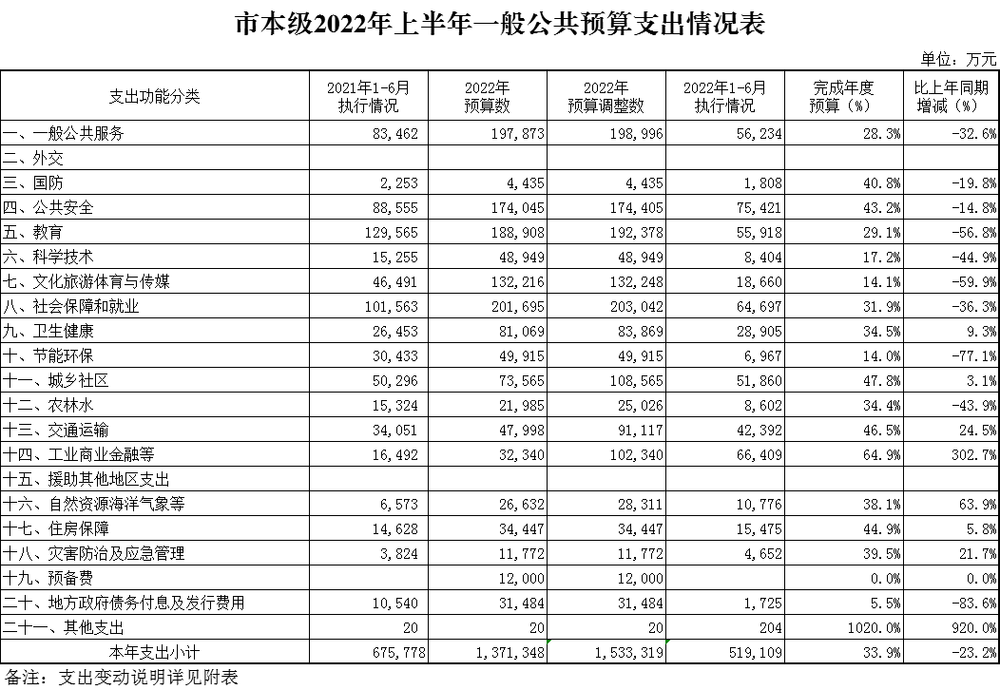 市本级2022年上半年一般公共预算支出情况表
单位：万元
支出功能分类 2021年1-6月执行情况 2022年预算数 2022年预算调整数 2022年1-6月执行情况 完成年度预算（%） 比上年同期增减（%）
一、一般公共服务 83,462 197,873 198,996 56,234 28.3% -32.6%
二、外交
三、国防 2,253 4,435 4,435 1,808 40.8% -19.8%
四、公共安全 88,555 174,045 174,405 75,421 43.2% -14.8%
五、教育 129,565 188,908 192,378 55,918 29.1% -56.8%
六、科学技术 15,255 48,949 48,949 8,404 17.2% -44.9%
七、文化旅游体育与传媒 46,491 132,216 132,248 18,660 14.1% -59.9%
八、社会保障和就业 101,563 201,695 203,042 64,697 31.9% -36.3%
九、卫生健康 26,453 81,069 83,869 28,905 34.5% 9.3%
十、节能环保 30,433 49,915 49,915 6,967 14.0% -77.1%
十一、城乡社区 50,296 73,565 108,565 51,860 47.8% 3.1%
十二、农林水 15,324 21,985 25,026 8,602 34.4% -43.9%
十三、交通运输 34,051 47,998 91,117 42,392 46.5% 24.5%
十四、工业商业金融等 16,492 32,340 102,340 66,409 64.9% 302.7%
十五、援助其他地区支出
十六、自然资源海洋气象等 6,573 26,632 28,311 10,776 38.1% 63.9%
十七、住房保障 14,628 34,447 34,447 15,475 44.9% 5.8%
十八、灾害防治及应急管理 3,824 11,772 11,772 4,652 39.5% 21.7%
十九、预备费 12,000 12,000 0.0% 0.0%
二十、地方政府债务付息及发行费用 10,540 31,484 31,484 1,725 5.5% -83.6%
二十一、其他支出 20 20 20 204 1020.0% 920.0%
本年支出小计 675,778 1,371,348 1,533,319 519,109 33.9% -23.2%
备注：支出变动说明详见附表